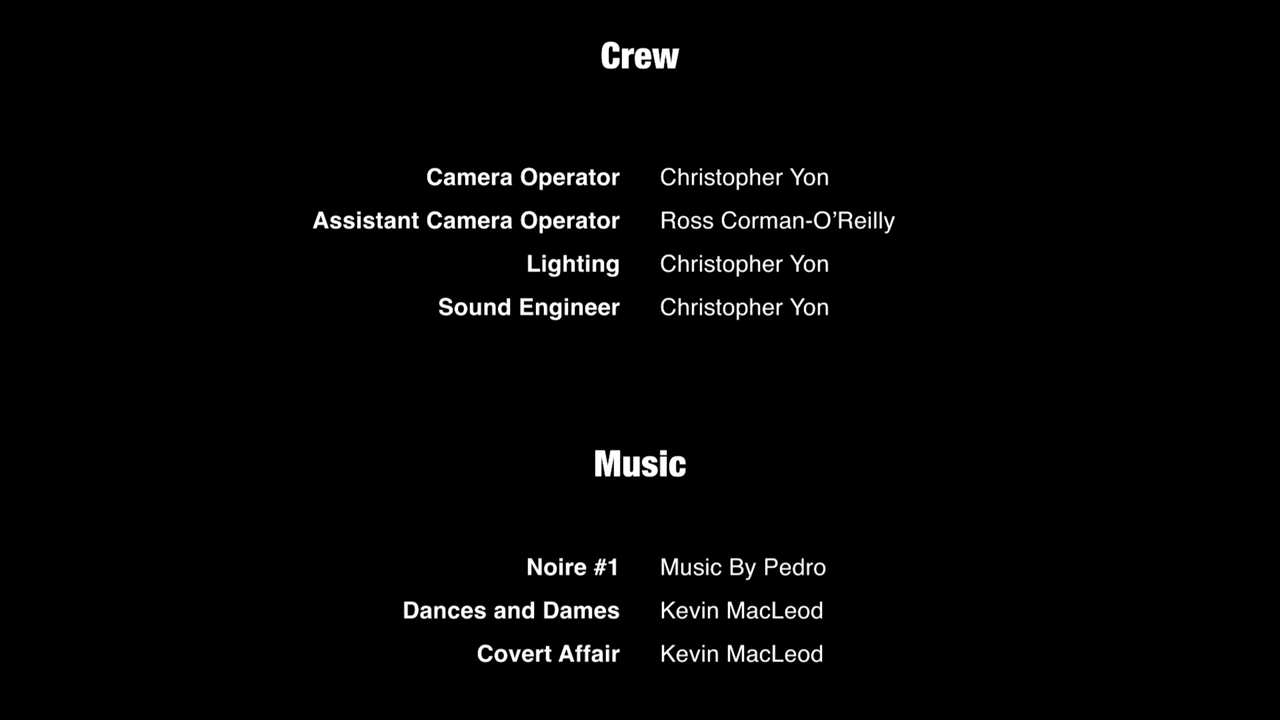 Crew
Camera Operator Christopher Yon
Assistant Camera Operator Ross Corman-O’Reilly
Lighting Christopher Yon
Sound Engineer Christopher Yon
Music
Noire #1 Music By Pedro
Dances and Dames Kevin MacLeod
Covert Affair Kevin MacLeod